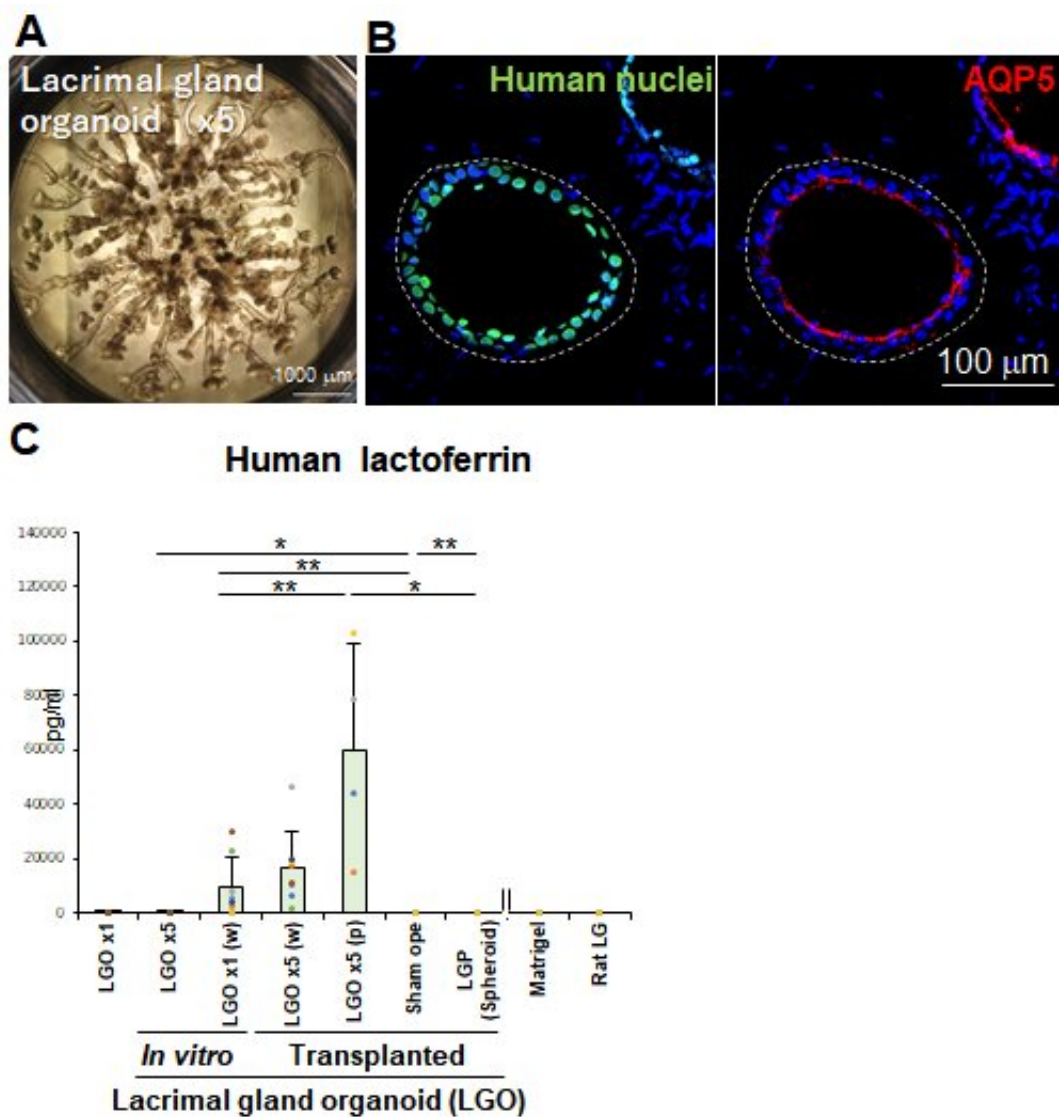 A
Lacrimal gland
organoid (x5)
1000 μm
B
Human nuclei
AQP5
100 μm
C
Human lactoferrin
140000
120000
100000
80000
60000
40000
20000
0
pg/ml
*
**
**
**
*
LGO x1
LGO x5
LGO x1 (w)
LGO x5 (w)
LGO x5 (p)
Sham ope
LGP
(Spheroid)
Matrigel
Rat LG
In vitro
Transplanted
Lacrimal gland organoid (LGO)